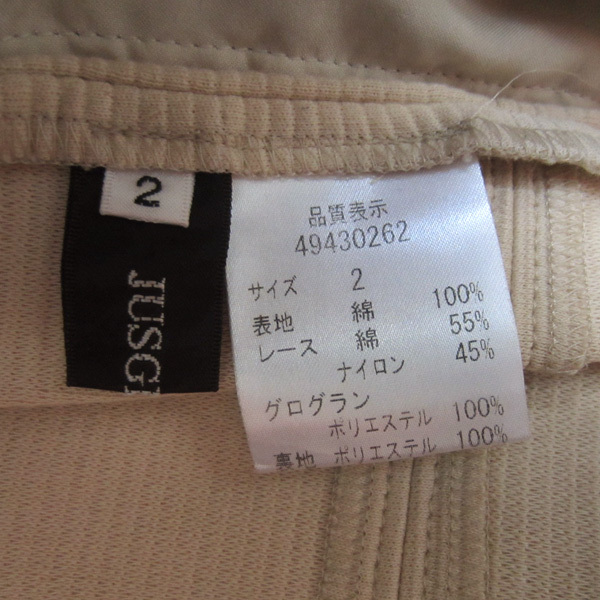 2
JUSG
品質表示
49430262
サイズ 2
表地 綿 100%
レース 綿 55%
ナイロン 45%
グログラン
ポリエステル 100%
裏地 ポリエステル 100%